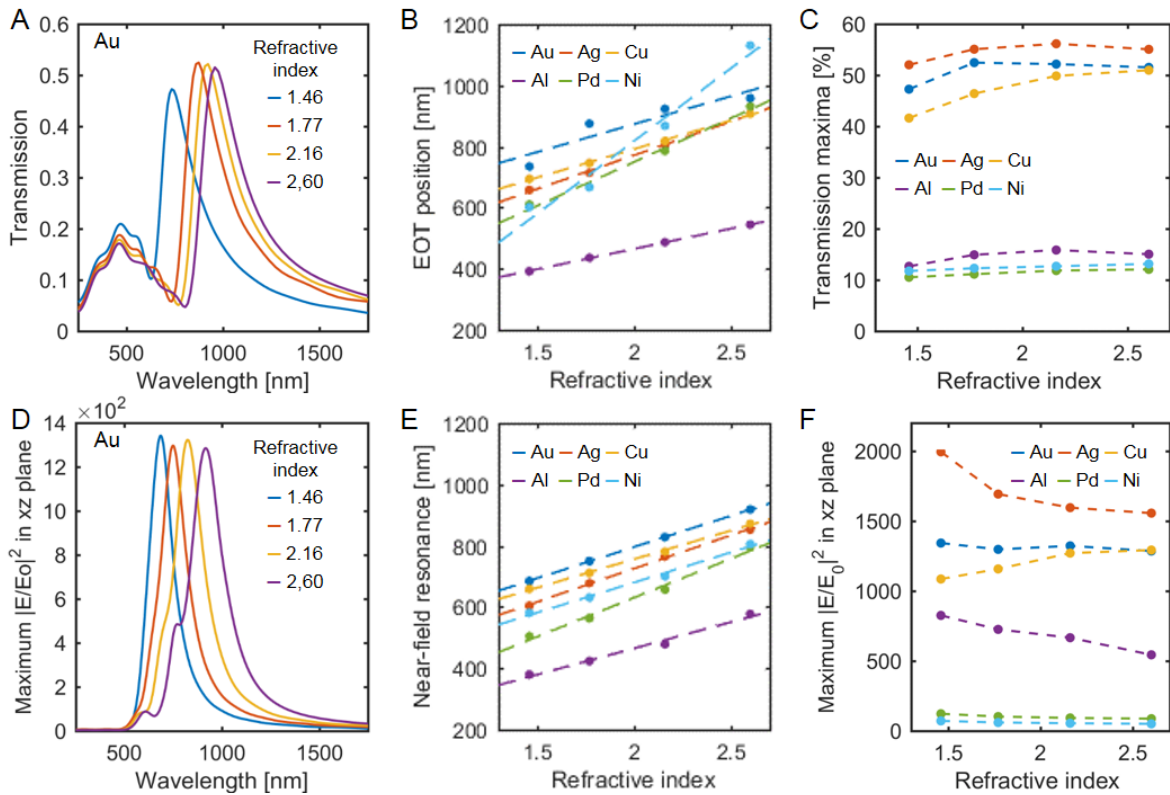 A
Au
Refractive
index
1.46
1.77
2.16
2,60
Transmission
0.6
0.5
0.4
0.3
0.2
0.1
0
500
1000
1500
Wavelength [nm]
B
Au Ag Cu
Al Pd Ni
EOT position [nm]
1200
1000
800
600
400
200
1.5
2
2.5
Refractive index
C
Au Ag Cu
Al Pd Ni
Transmission maxima [%]
60
50
40
30
20
10
0
1.5
2
2.5
Refractive index
D
×10²
Au
Refractive
index
1.46
1.77
2.16
2,60
Maximum |E/Eo|² in xz plane
14
12
10
8
6
4
2
0
500
1000
1500
Wavelength [nm]
E
Au Ag Cu
Al Pd Ni
Near-field resonance [nm]
1200
1000
800
600
400
200
1.5
2
2.5
Refractive index
F
Au Ag Cu
Al Pd Ni
Maximum |E/E₀|² in xz plane
2000
1500
1000
500
0
1.5
2
2.5
Refractive index